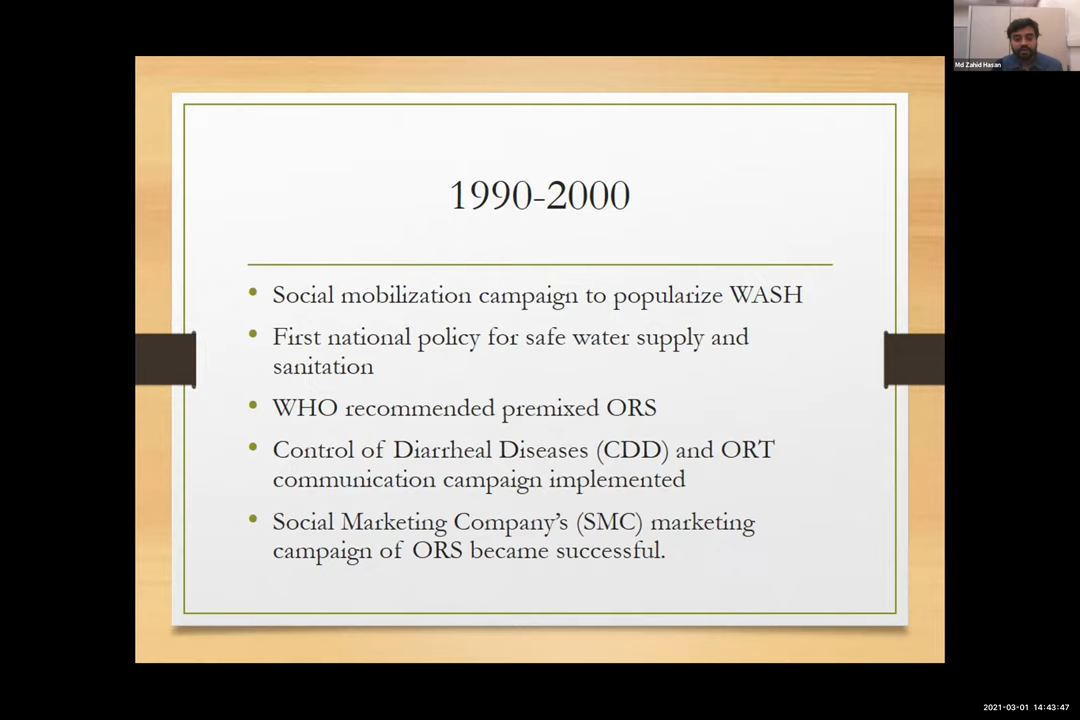 Md Zahid Hasan
1990-2000
Social mobilization campaign to popularize WASH
First national policy for safe water supply and
sanitation
WHO recommended premixed ORS
Control of Diarrheal Diseases (CDD) and ORT
communication campaign implemented
Social Marketing Company’s (SMC) marketing
campaign of ORS became successful.
2021-03-01 14:43:47